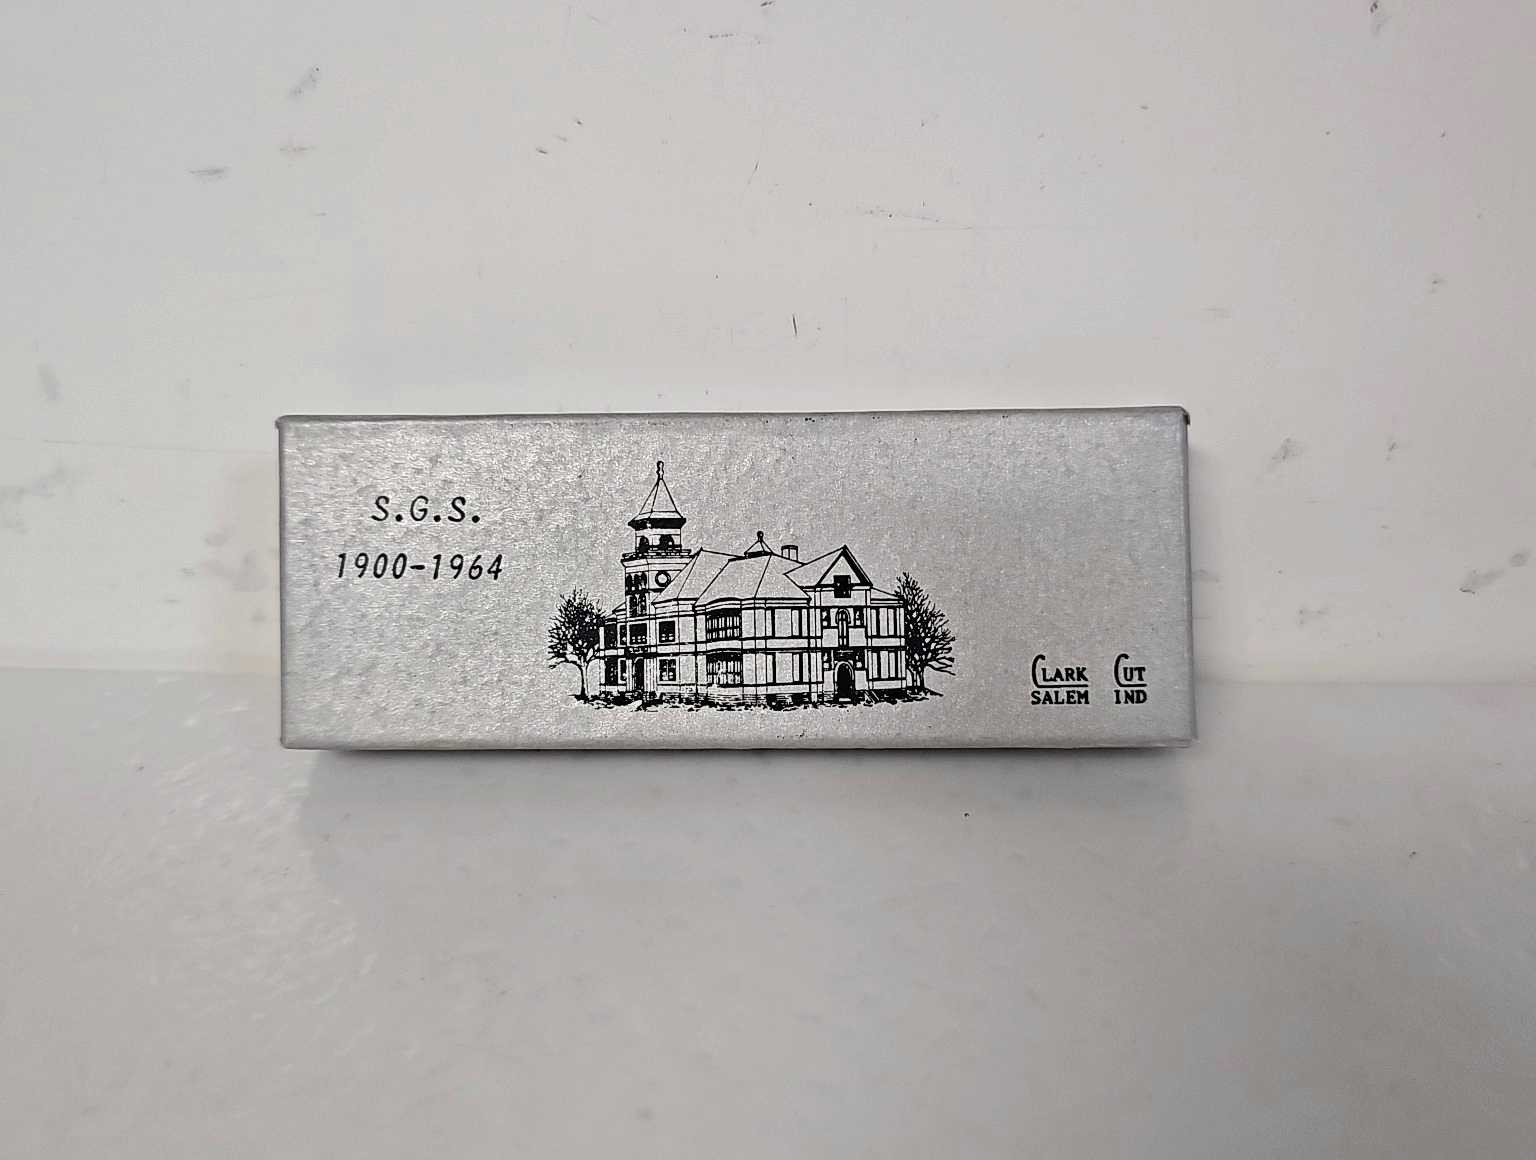 S.G.S.
1900-1964
CLARK CUT
SALEM IND